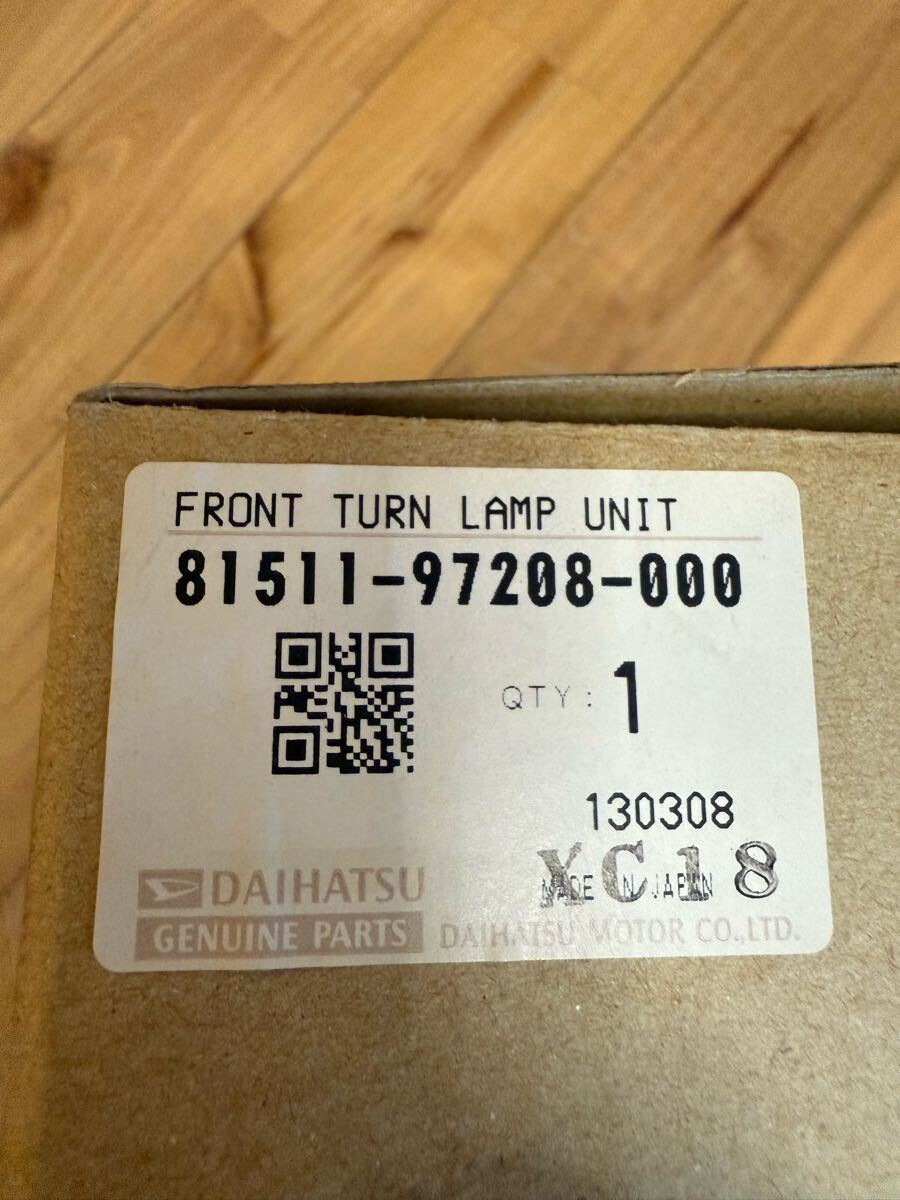 FRONT TURN LAMP UNIT
81511-97208-000
QTY: 1
130308
MADE IN JAPAN
YC18
DAIHATSU
GENUINE PARTS
DAIHATSU MOTOR CO.,LTD.